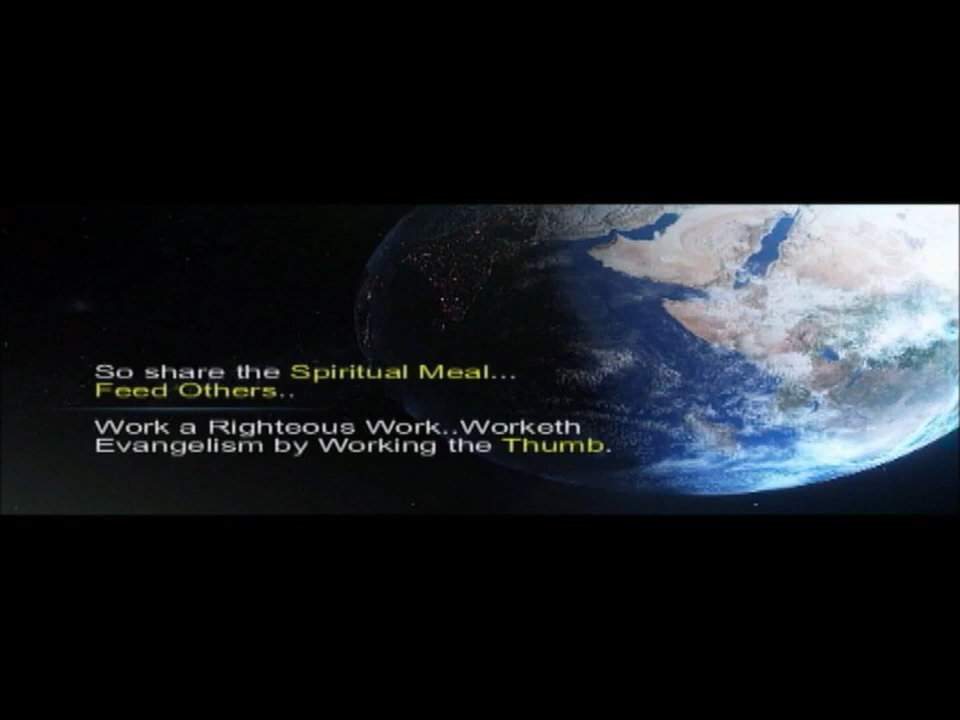 So share the Spiritual Meal...
Feed Others..
Work a Righteous Work..Worketh
Evangelism by Working the Thumb.